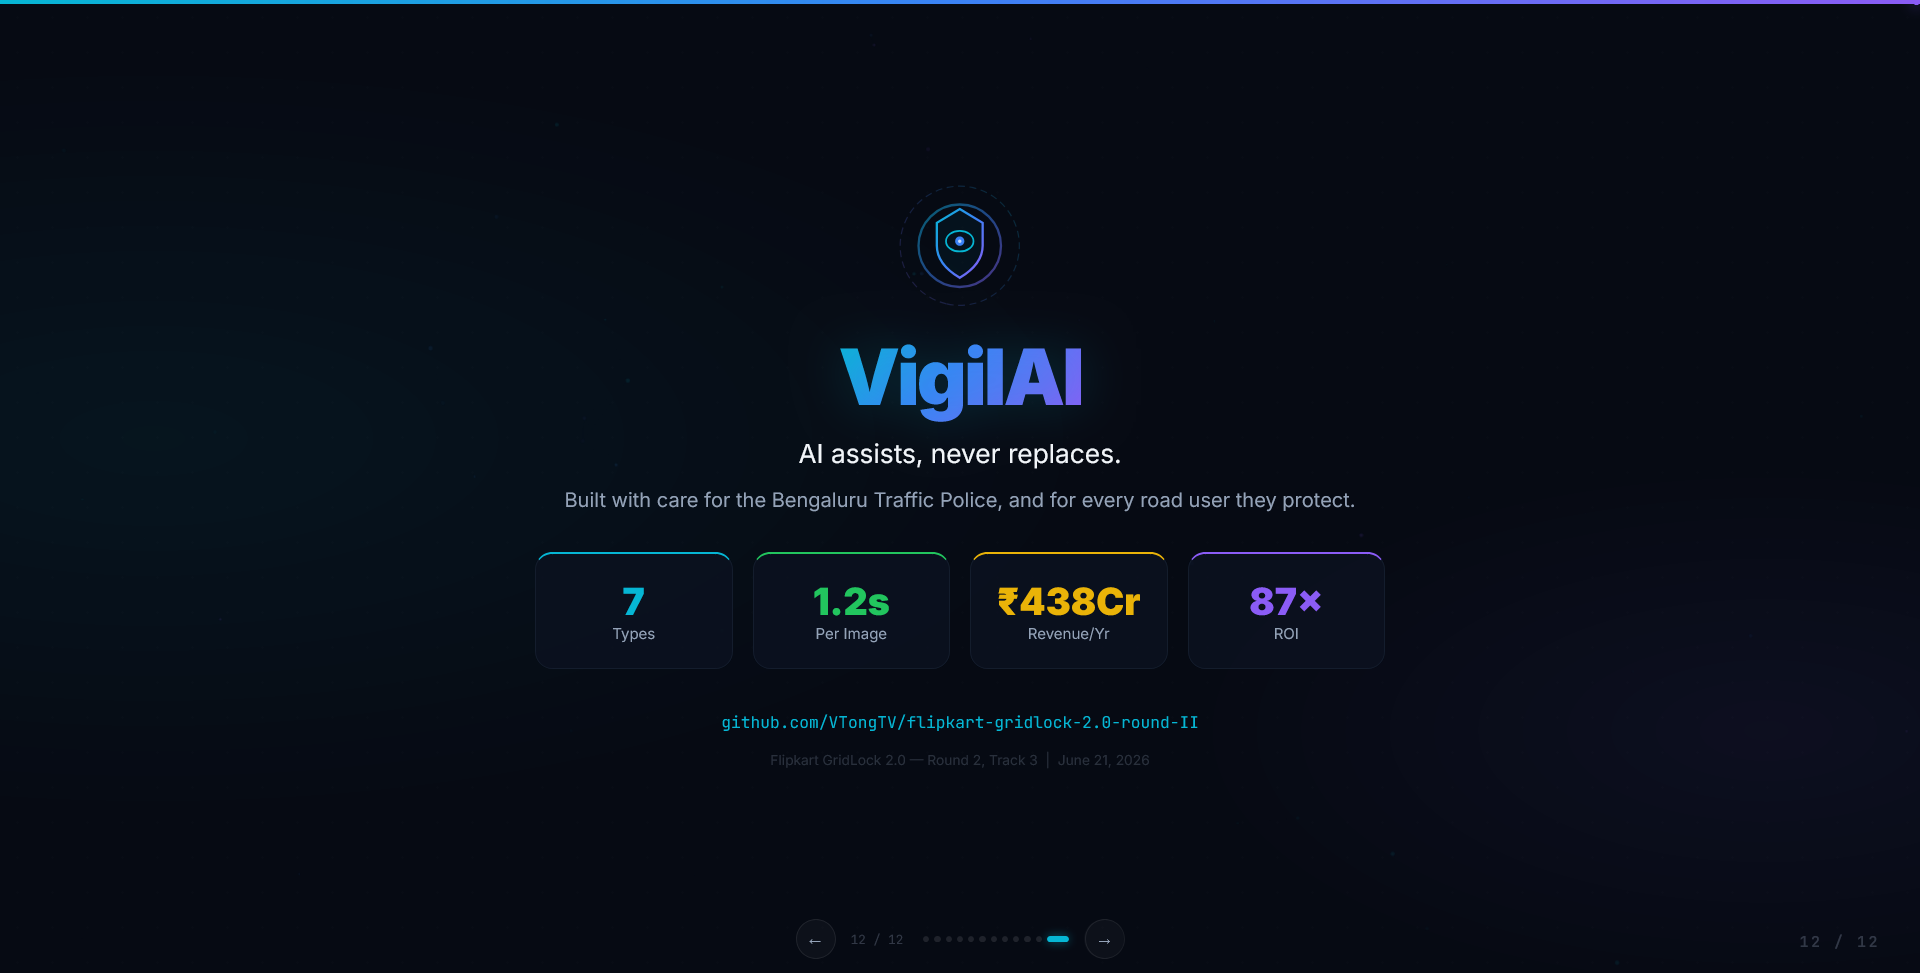 VigilAI
AI assists, never replaces.
Built with care for the Bengaluru Traffic Police, and for every road user they protect.
7
Types
1.2s
Per Image
₹438Cr
Revenue/Yr
87×
ROI
github.com/VTongTV/flipkart-gridlock-2.0-round-II
Flipkart GridLock 2.0 — Round 2, Track 3 | June 21, 2026
← 12 / 12 →
12 / 12